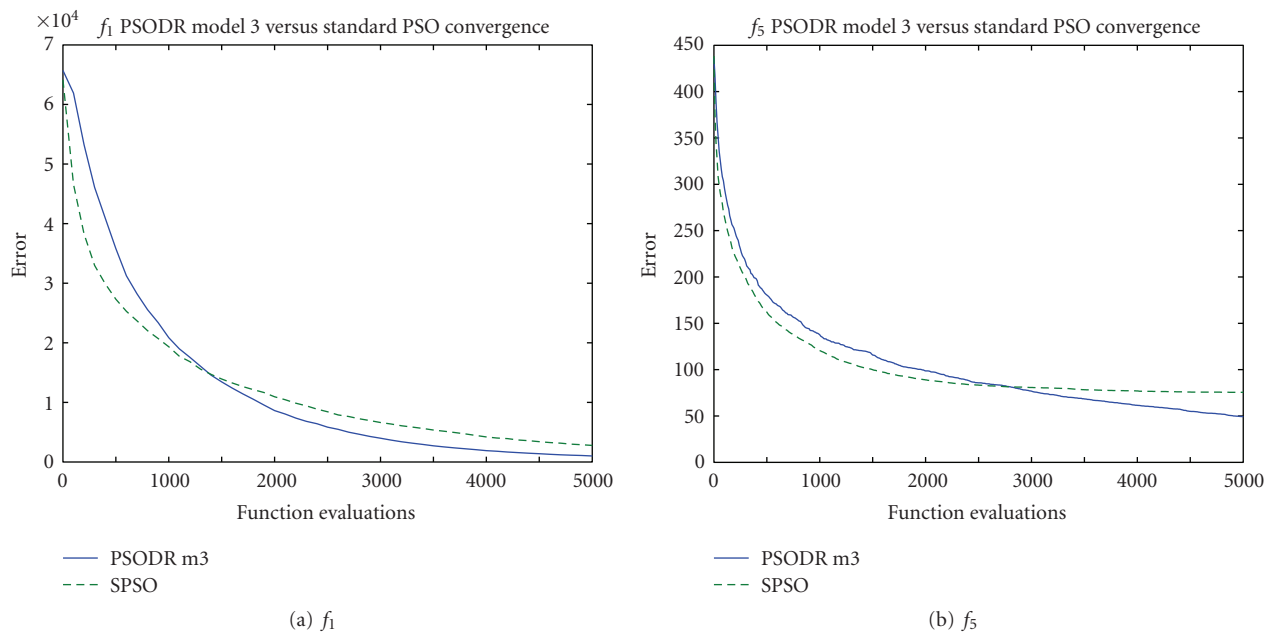 ×10⁴
f₁ PSODR model 3 versus standard PSO convergence
7
6
5
4
3
2
1
0
Error
0 1000 2000 3000 4000 5000
Function evaluations
PSODR m3
SPSO
(a) f₁
f₅ PSODR model 3 versus standard PSO convergence
450
400
350
300
250
200
150
100
50
0
Error
0 1000 2000 3000 4000 5000
Function evaluations
PSODR m3
SPSO
(b) f₅